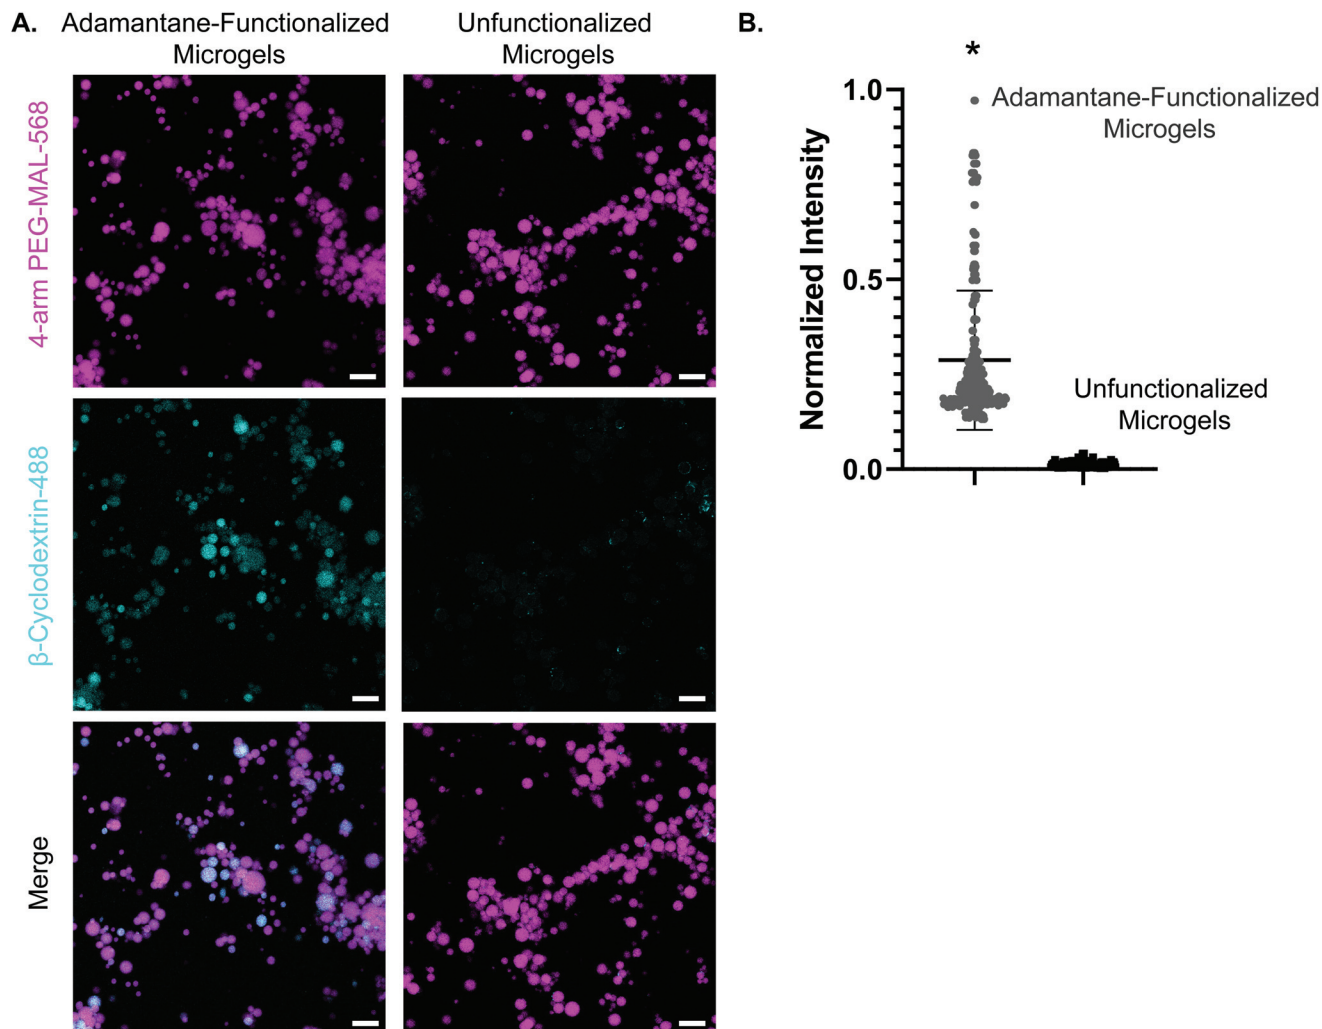 A.
Adamantane-Functionalized
Microgels
Unfunctionalized
Microgels
4-arm PEG-MAL-568
β-Cyclodextrin-488
Merge
B.
*
1.0
0.5
0.0
Normalized Intensity
Adamantane-Functionalized
Microgels
Unfunctionalized
Microgels